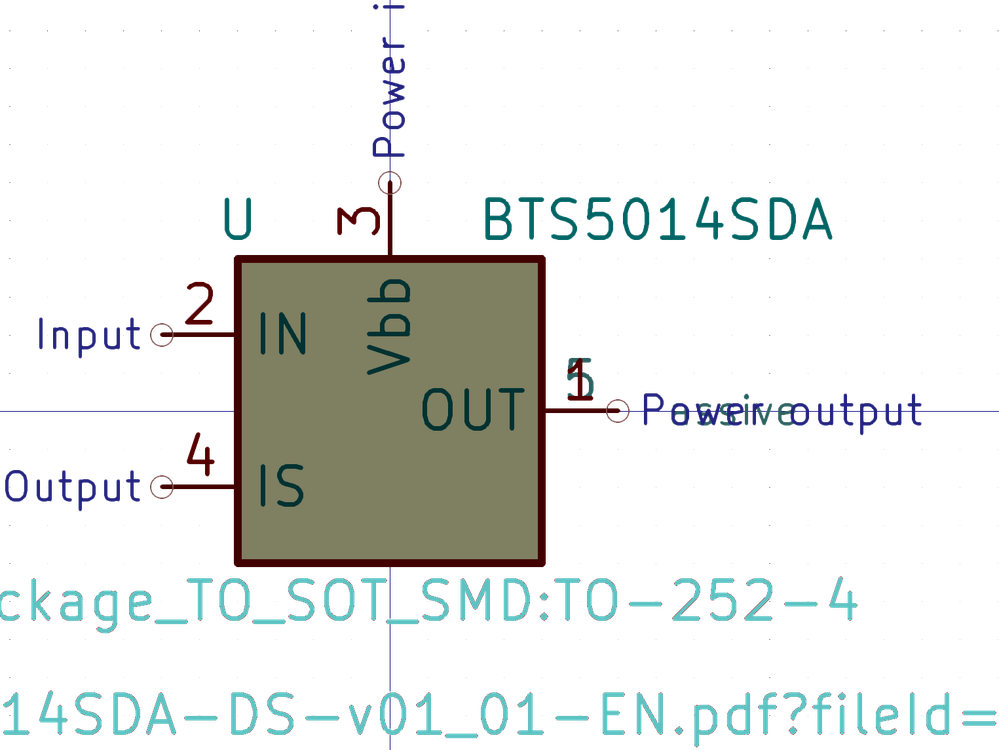 Power i
U
BTS5014SDA
3
2
Input
IN
Vbb
5
1
OUT
Power output
4
Output
IS
ckage_TO_SOT_SMD:TO-252-4
14SDA-DS-v01_01-EN.pdf?fileId=